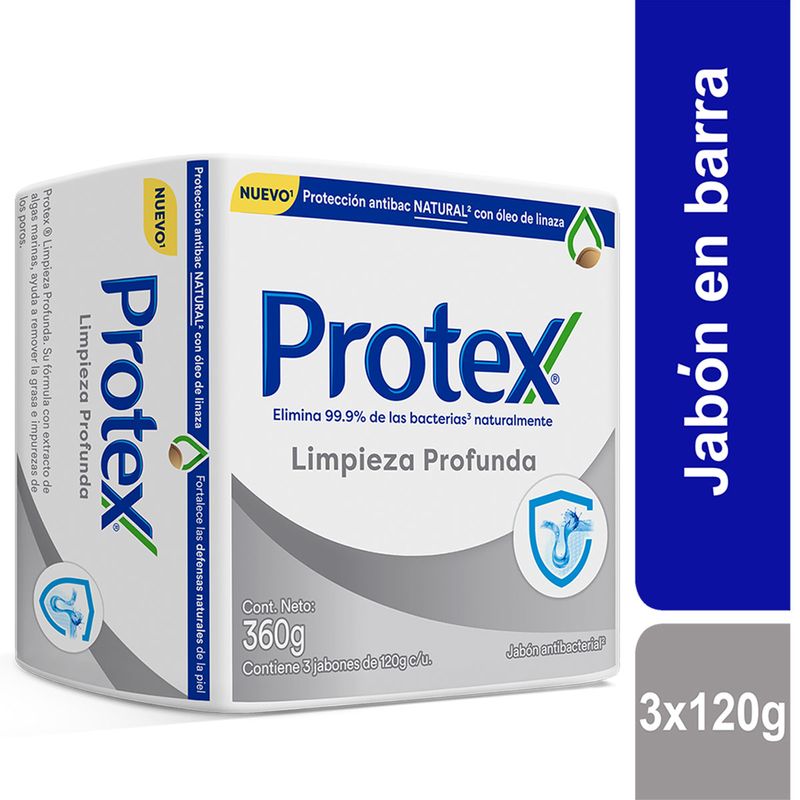 NUEVO¹ Protección antibac NATURAL² con óleo de linaza
Protex®
Elimina 99.9% de las bacterias³ naturalmente
Limpieza Profunda
Cont. Neto:
360g
Contiene 3 jabones de 120g c/u.
Jabón antibacterial²
NUEVO¹
Protección antibac NATURAL² con óleo de linaza
Fortalece las defensas naturales de la piel
Protex®
Limpieza Profunda
Protex ® Limpieza Profunda. Su fórmula con extracto de
algas marinas, ayuda a remover la grasa e impurezas de
los poros.
Jabón en barra
3x120g